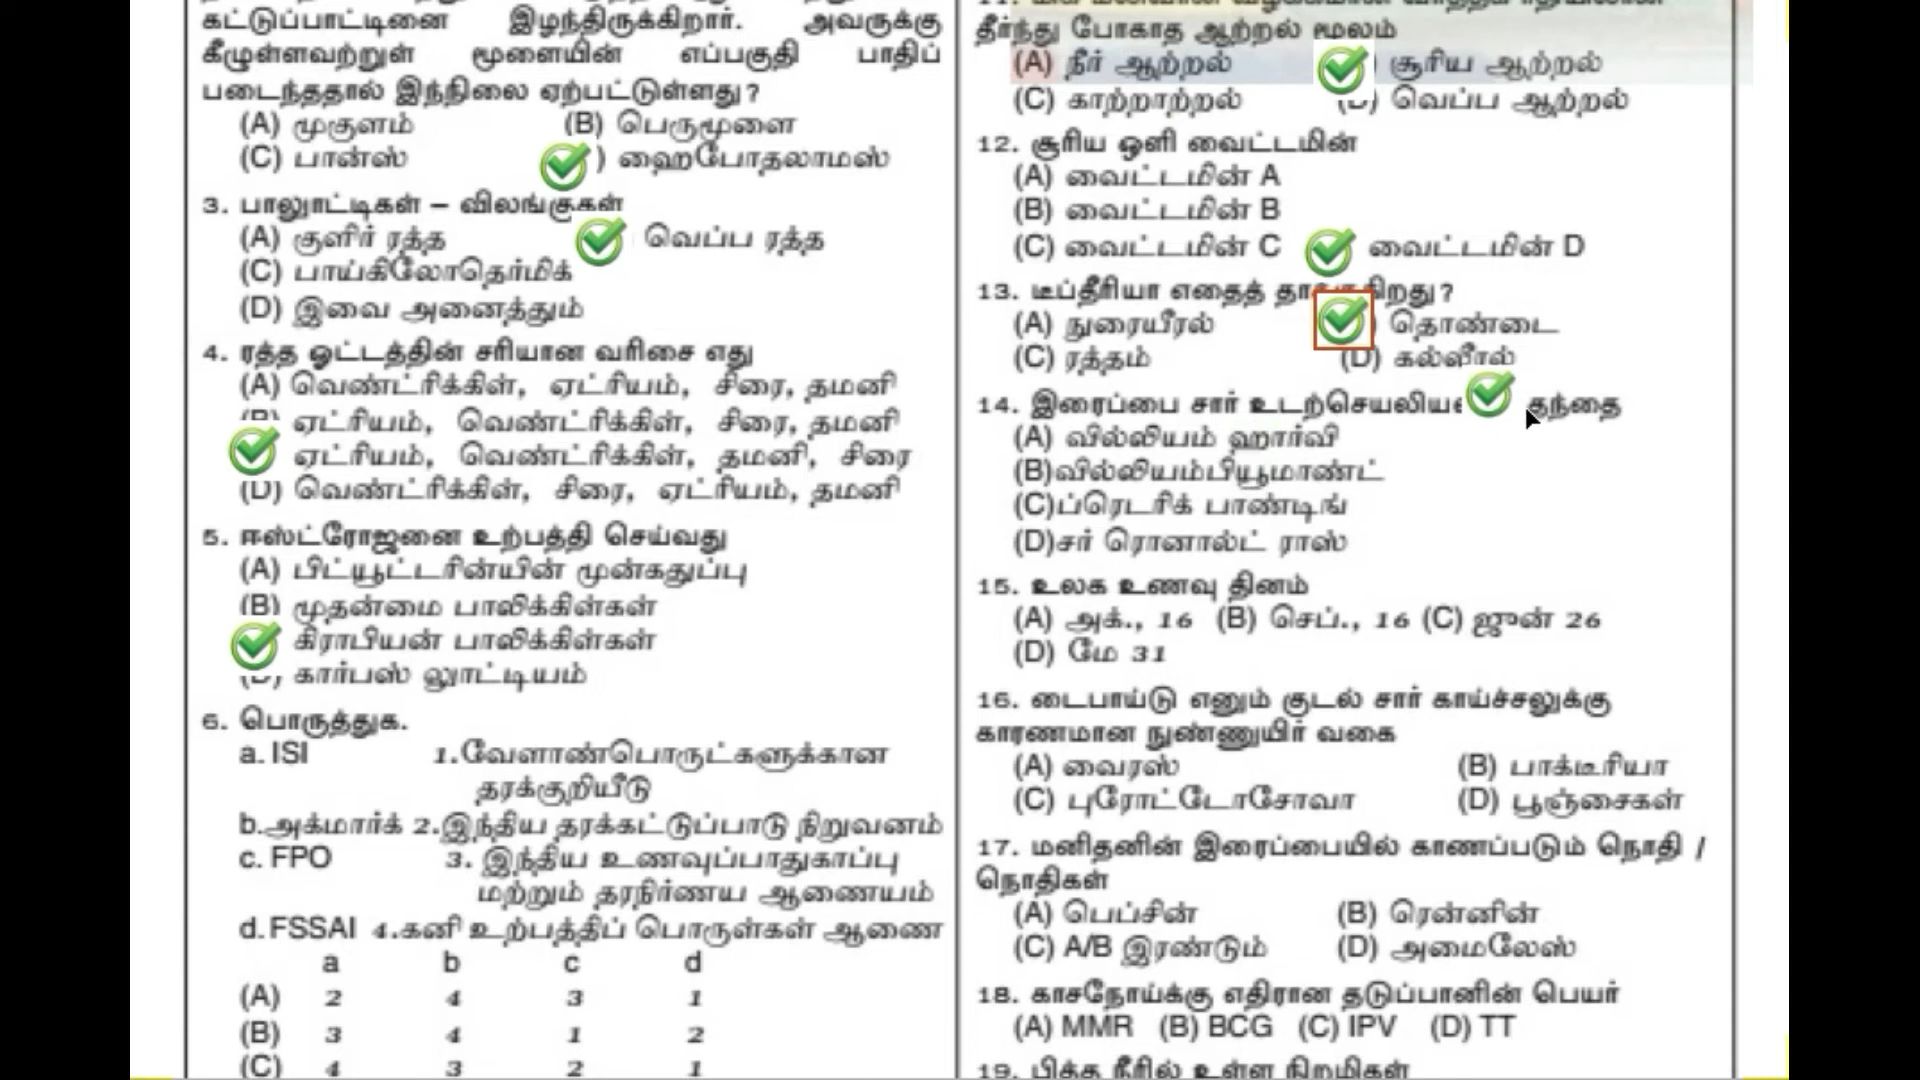 கட்டுப்பாட்டினை இழந்திருக்கிறார். அவருக்கு
கீழுள்ளவற்றுள் மூளையின் எப்பகுதி பாதிப்
படைந்ததால் இந்நிலை ஏற்பட்டுள்ளது?
(A) முகுளம் (B) பெருமூளை
(C) பான்ஸ் ) ஹைபோதலாமஸ்
3. பாலூட்டிகள் – விலங்குகள்
(A) குளிர் ரத்த வெப்ப ரத்த
(C) பாய்கிலோதெர்மிக்
(D) இவை அனைத்தும்
4. ரத்த ஓட்டத்தின் சரியான வரிசை எது
(A) வெண்ட்ரிக்கிள், ஏட்ரியம், சிரை, தமனி
(B) ஏட்ரியம், வெண்ட்ரிக்கிள், சிரை, தமனி
ஏட்ரியம், வெண்ட்ரிக்கிள், தமனி, சிரை
(D) வெண்ட்ரிக்கிள், சிரை, ஏட்ரியம், தமனி
5. ஈஸ்ட்ரோஜனை உற்பத்தி செய்வது
(A) பிட்யூட்டரின்யின் முன்கதுப்பு
(B) முதன்மை பாலிக்கிள்கள்
கிராபியன் பாலிக்கிள்கள்
(D) கார்பஸ் லூட்டியம்
6. பொருத்துக.
a. ISI 1.வேளாண்பொருட்களுக்கான
தரக்குறியீடு
b.அக்மார்க் 2.இந்திய தரக்கட்டுப்பாடு நிறுவனம்
c. FPO 3. இந்திய உணவுப்பாதுகாப்பு
மற்றும் தரநிர்ணய ஆணையம்
d. FSSAI 4.கனி உற்பத்திப் பொருள்கள் ஆணை
a b c d
(A) 2 4 3 1
(B) 3 4 1 2
(C) 4 3 2 1
தீர்ந்து போகாத ஆற்றல் மூலம்
(A) நீர் ஆற்றல் ) சூரிய ஆற்றல்
(C) காற்றாற்றல் (D) வெப்ப ஆற்றல்
12. சூரிய ஒளி வைட்டமின்
(A) வைட்டமின் A
(B) வைட்டமின் B
(C) வைட்டமின் C வைட்டமின் D
13. டீப்தீரியா எதைத் தாக்குகிறது?
(A) நுரையீரல் ) தொண்டை
(C) ரத்தம் (D) கல்லீரல்
14. இரைப்பை சார் உடற்செயலிய தந்தை
(A) வில்லியம் ஹார்வி
(B)வில்லியம்பியூமாண்ட்
(C)ப்ரெடரிக் பாண்டிங்
(D)சர் ரொனால்ட் ராஸ்
15. உலக உணவு தினம்
(A) அக்., 16 (B) செப்., 16 (C) ஜுன் 26
(D) மே 31
16. டைபாய்டு எனும் குடல் சார் காய்ச்சலுக்கு
காரணமான நுண்ணுயிர் வகை
(A) வைரஸ் (B) பாக்டீரியா
(C) புரோட்டோசோவா (D) பூஞ்சைகள்
17. மனிதனின் இரைப்பையில் காணப்படும் நொதி /
நொதிகள்
(A) பெப்சின் (B) ரென்னின்
(C) A/B இரண்டும் (D) அமைலேஸ்
18. காசநோய்க்கு எதிரான தடுப்பானின் பெயர்
(A) MMR (B) BCG (C) IPV (D) TT
19. பித்த நீரில் உள்ள நிறமிகள்